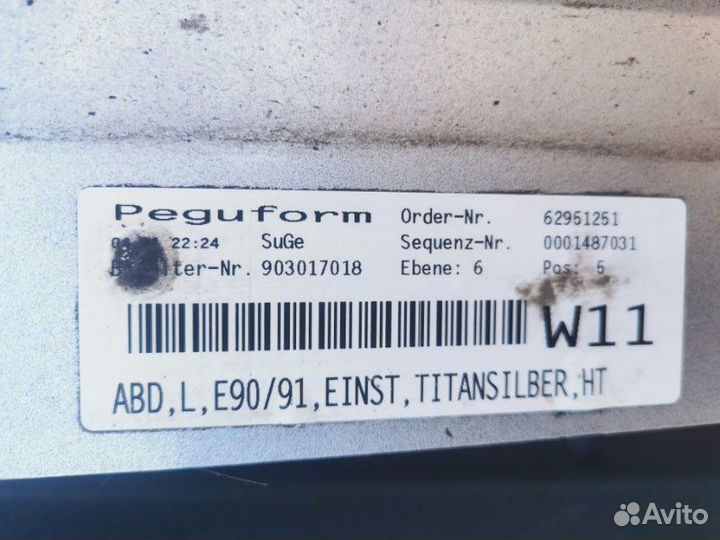 Peguform Order-Nr. 62951251
22:24 SuGe Sequenz-Nr. 0001487031
903017018 Ebene: 6 Pos: 5
W11
ABD,L,E90/91,EINST,TITANSILBER,HT
Avito